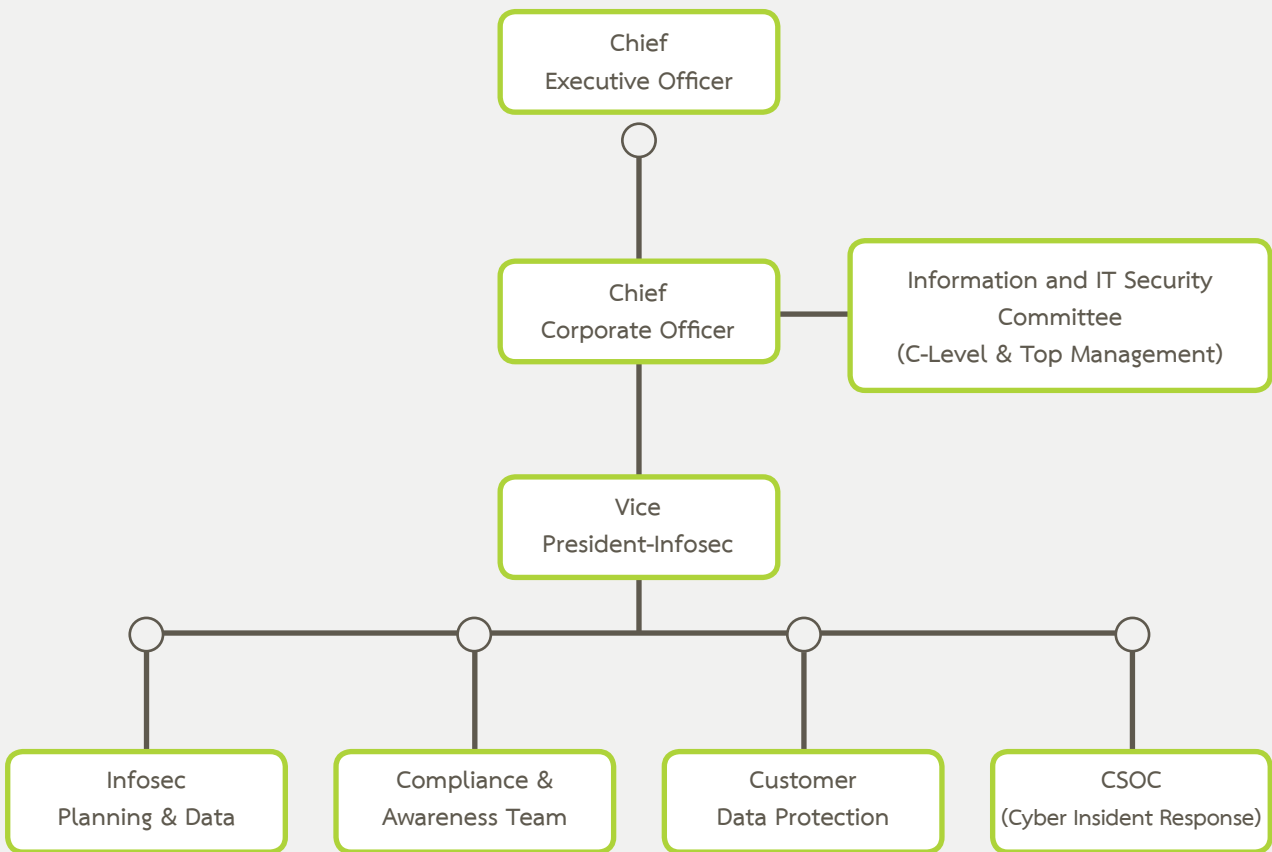 Chief
Executive Officer
Chief
Corporate Officer
Information and IT Security
Committee
(C-Level & Top Management)
Vice
President-Infosec
Infosec
Planning & Data
Compliance &
Awareness Team
Customer
Data Protection
CSOC
(Cyber Insident Response)